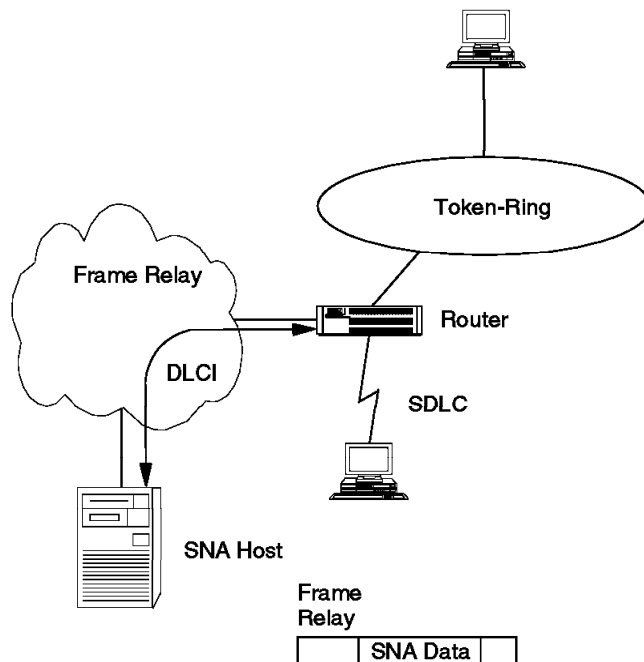 Token-Ring
Frame Relay
Router
DLCI
SDLC
SNA Host
Frame
Relay
SNA Data